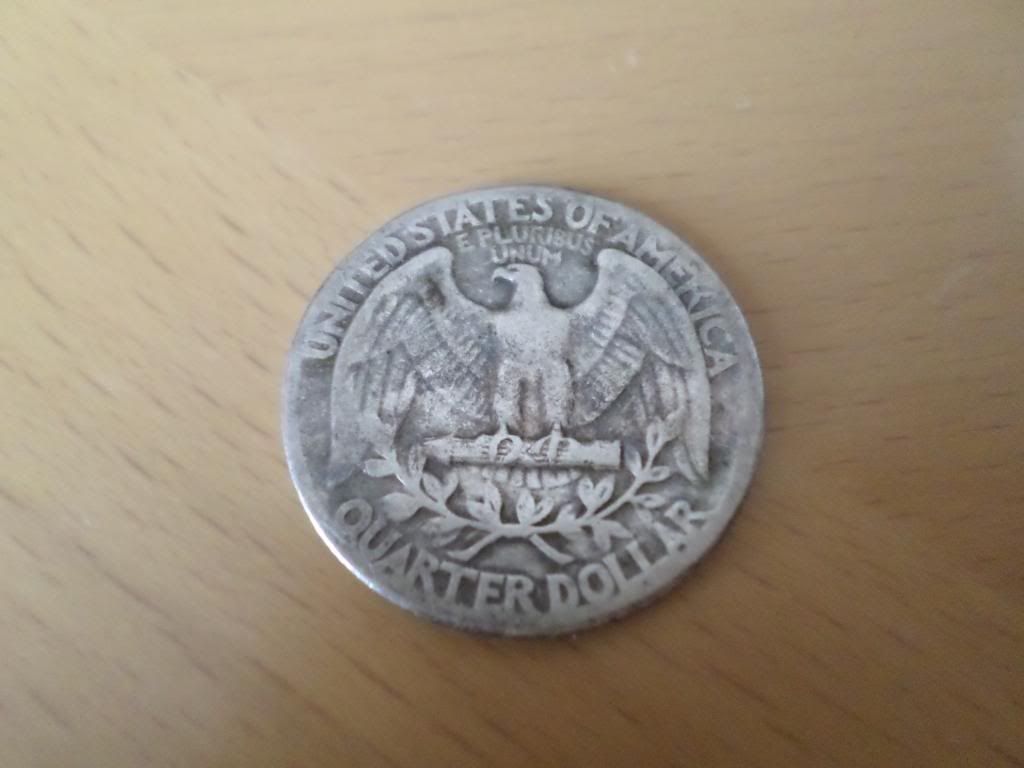 UNITED STATES OF AMERICA
E PLURIBUS
UNUM
QUARTER DOLLAR